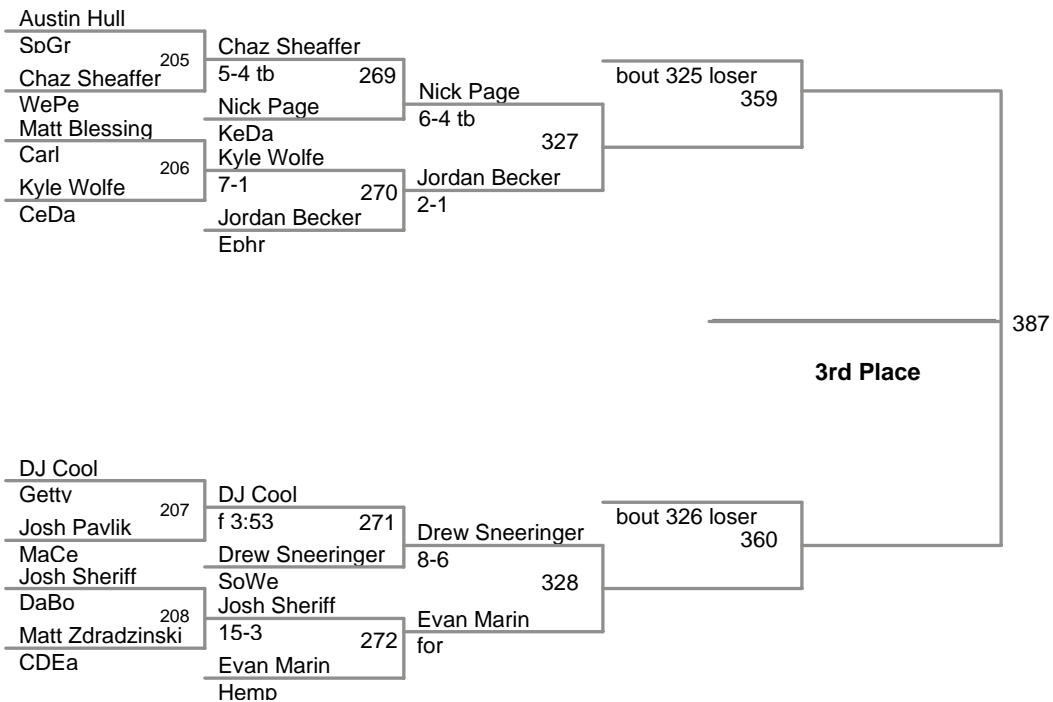 Austin Hull
SpGr
205
Chaz Sheaffer
WePe
Matt Blessing
Carl
206
Kyle Wolfe
CeDa
Chaz Sheaffer
5-4 tb
269
Nick Page
KeDa
Kyle Wolfe
7-1
270
Jordan Becker
Ephr
Nick Page
6-4 tb
327
Jordan Becker
2-1
bout 325 loser
359
387
3rd Place
DJ Cool
Getty
207
Josh Pavlik
MaCe
Josh Sheriff
DaBo
208
Matt Zdradzinski
CDEa
DJ Cool
f 3:53
271
Drew Sneeringer
SoWe
Josh Sheriff
15-3
272
Evan Marin
Hemp
Drew Sneeringer
8-6
328
Evan Marin
for
bout 326 loser
360